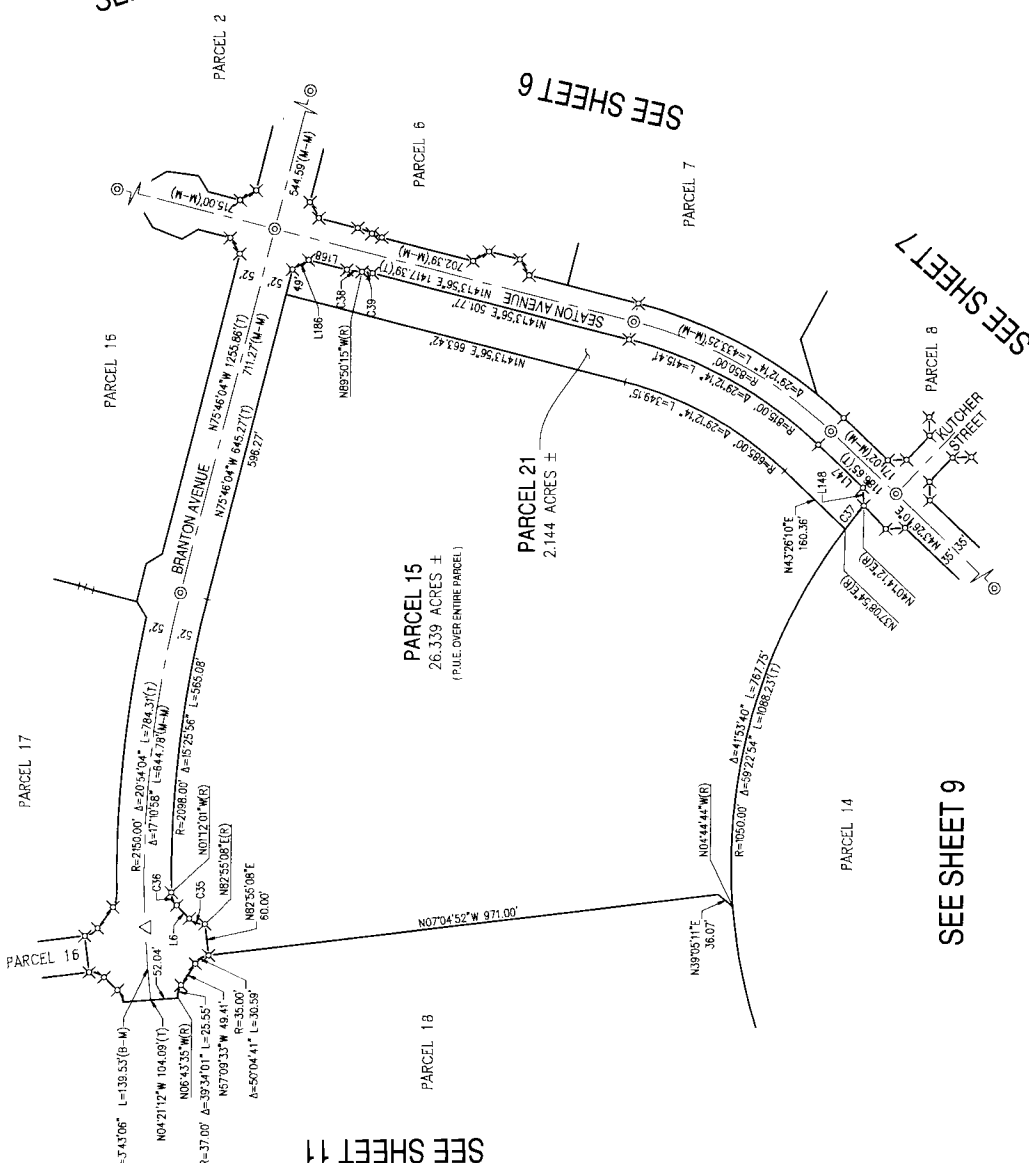 PARCEL 2
SEE SHEET 6
PARCEL 6
PARCEL 7
SEE SHEET 7
PARCEL 8
KUTCHER
STREET
544.59'(M-M)
715.00'(M-M)
52'
52'
49'
L186
L168
C38
C39
N89°50'15"W(R)
702.39'(M-M)
N14°13'56"E 1417.39'(T)
SEATON AVENUE
N14°13'56"E 501.77'
N14°13'56"E 663.42'
Δ=29°12'14" L=433.25'(M-M)
R=850.00'
Δ=29°12'14" L=415.41'
R=815.00'
Δ=29°12'14" L=349.15'
R=685.00'
171.02'(M-M)
1186.65'(T)
L147
L148
C37
N43°26'10"E
35' 35'
N43°26'10"E
160.36'
N40°14'12"E(R)
N37°08'54"E(R)
PARCEL 15
N75°46'04"W 1255.86'(T)
711.27'(M-M)
N75°46'04"W 645.27'(T)
596.27'
BRANTON AVENUE
52'
52'
PARCEL 21
2.144 ACRES ±
PARCEL 15
26.339 ACRES ±
(P.U.E. OVER ENTIRE PARCEL)
PARCEL 17
R=2150.00' Δ=20°54'04" L=784.31'(T)
Δ=17°10'58" L=644.78'(M-M)
R=2098.00' Δ=15°25'56" L=565.08'
C36
N01°12'01"W(R)
L6
C35
N82°55'08"E(R)
N82°55'08"E
60.00'
PARCEL 16
52.04'
=3°43'06" L=139.53'(B-M)
N04°21'12"W 104.09'(T)
N06°43'35"W(R)
R=37.00' Δ=39°34'01" L=25.55'
N57°09'33"W 49.41'
R=35.00'
Δ=50°04'41" L=30.59'
N07°04'52"W 971.00'
N39°05'11"E
36.07'
N04°44'44"W(R)
Δ=41°53'40" L=767.75'
R=1050.00' Δ=59°22'54" L=1088.23'(T)
PARCEL 14
PARCEL 18
SEE SHEET 9
SEE SHEET 11